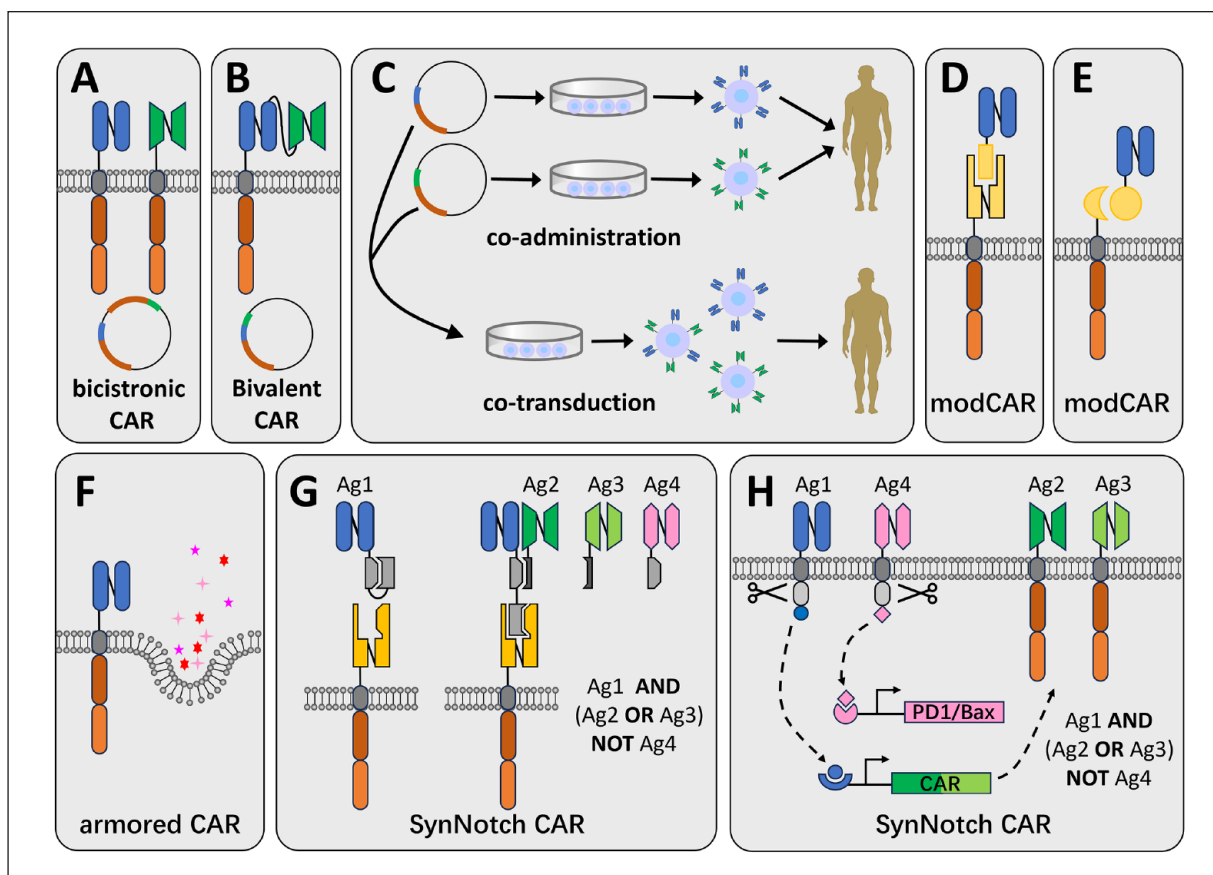 A
bicistronic
CAR
B
Bivalent
CAR
C
co-administration
co-transduction
D
modCAR
E
modCAR
F
armored CAR
G
Ag1
Ag2
Ag3
Ag4
Ag1 AND
(Ag2 OR Ag3)
NOT Ag4
SynNotch CAR
H
Ag1
Ag4
Ag2
Ag3
PD1/Bax
CAR
Ag1 AND
(Ag2 OR Ag3)
NOT Ag4
SynNotch CAR